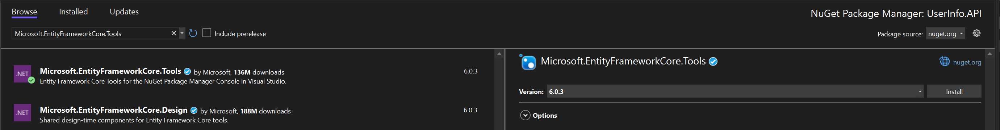 Browse Installed Updates
NuGet Package Manager: UserInfo.API
Microsoft.EntityFrameworkCore.Tools
Include prerelease
Package source: nuget.org
.NET
Microsoft.EntityFrameworkCore.Tools by Microsoft, 136M downloads
6.0.3
Entity Framework Core Tools for the NuGet Package Manager Console in Visual Studio.
.NET
Microsoft.EntityFrameworkCore.Design by Microsoft, 188M downloads
6.0.3
Shared design-time components for Entity Framework Core tools.
Microsoft.EntityFrameworkCore.Tools
nuget.org
Version: 6.0.3
Install
Options